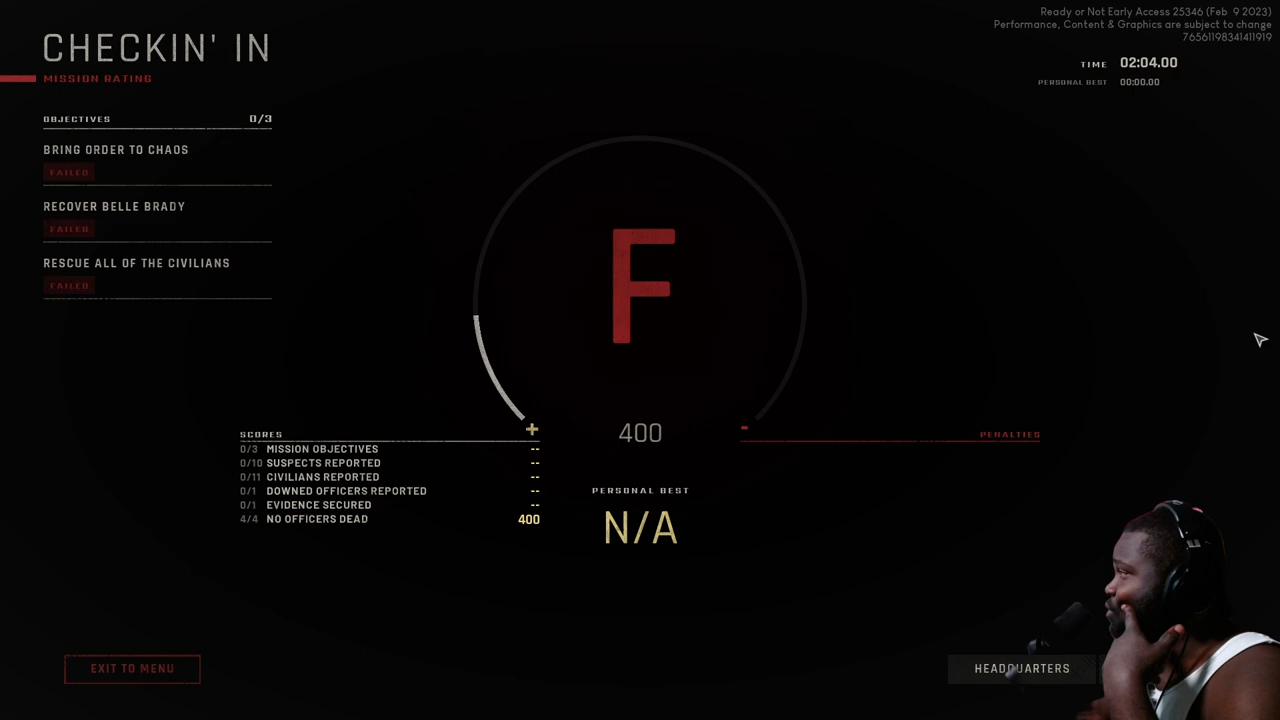 Ready or Not Early Access 25346 (Feb 9 2023)
Performance, Content & Graphics are subject to change
76561198341411919
CHECKIN' IN
MISSION RATING
TIME 02:04.00
PERSONAL BEST 00:00.00
OBJECTIVES 0/3
BRING ORDER TO CHAOS
FAILED
RECOVER BELLE BRADY
FAILED
RESCUE ALL OF THE CIVILIANS
FAILED
F
400
SCORES +
0/3 MISSION OBJECTIVES --
0/10 SUSPECTS REPORTED --
0/11 CIVILIANS REPORTED --
0/1 DOWNED OFFICERS REPORTED --
0/1 EVIDENCE SECURED --
4/4 NO OFFICERS DEAD 400
- PENALTIES
PERSONAL BEST
N/A
EXIT TO MENU
HEADQUARTERS